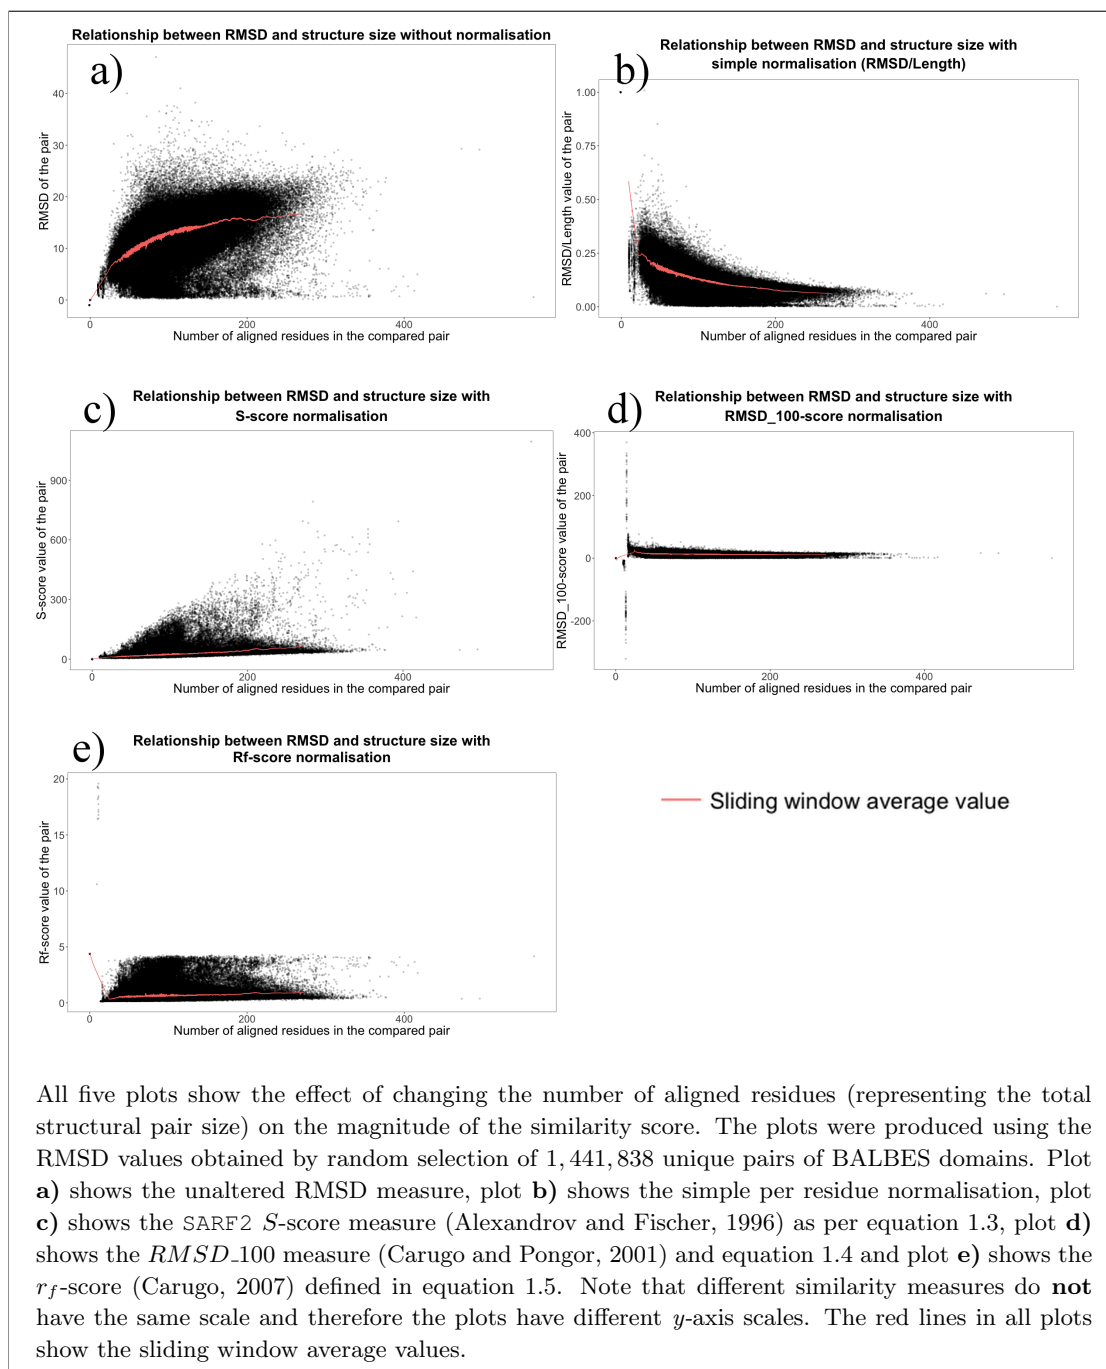 Relationship between RMSD and structure size without normalisation
a)
RMSD of the pair
40
30
20
10
0
0
200
400
Number of aligned residues in the compared pair
Relationship between RMSD and structure size with
simple normalisation (RMSD/Length)
b)
RMSD/Length value of the pair
1.00
0.75
0.50
0.25
0.00
0
200
400
Number of aligned residues in the compared pair
Relationship between RMSD and structure size with
S-score normalisation
c)
S-score value of the pair
900
600
300
0
0
200
400
Number of aligned residues in the compared pair
Relationship between RMSD and structure size with
RMSD_100-score normalisation
d)
RMSD_100-score value of the pair
400
200
0
-200
0
200
400
Number of aligned residues in the compared pair
Relationship between RMSD and structure size with
Rf-score normalisation
e)
Rf-score value of the pair
20
15
10
5
0
0
200
400
Number of aligned residues in the compared pair
Sliding window average value
All five plots show the effect of changing the number of aligned residues (representing the total
structural pair size) on the magnitude of the similarity score. The plots were produced using the
RMSD values obtained by random selection of 1,441,838 unique pairs of BALBES domains. Plot
a) shows the unaltered RMSD measure, plot b) shows the simple per residue normalisation, plot
c) shows the SARF2 S-score measure (Alexandrov and Fischer, 1996) as per equation 1.3, plot d)
shows the RMSD_100 measure (Carugo and Pongor, 2001) and equation 1.4 and plot e) shows the
r_f-score (Carugo, 2007) defined in equation 1.5. Note that different similarity measures do not
have the same scale and therefore the plots have different y-axis scales. The red lines in all plots
show the sliding window average values.